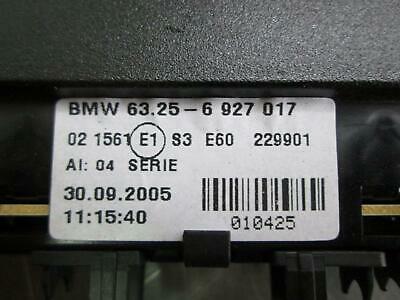 BMW 63.25-6 927 017
02 1561 E1 S3 E60 229901
AI: 04 SERIE
30.09.2005
11:15:40
010425